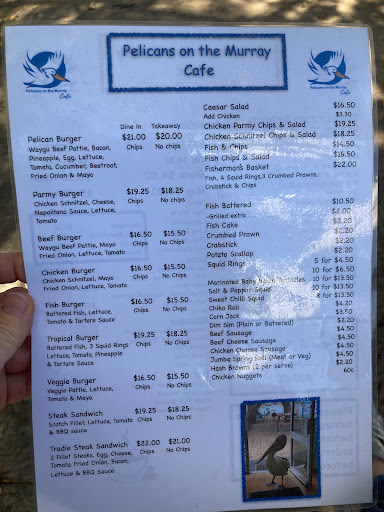 Pelicans on the Murray
Cafe
Pelicans on the Murray
Cafe
Pelicans on the Murray
Cafe
Dine in Takeaway
Pelican Burger $21.00 $20.00
Waygu Beef Pattie, Bacon, Chips No chips
Pineapple, Egg, Lettuce,
Tomato, Cucumber, Beetroot,
Fried Onion & Mayo
Parmy Burger $19.25 $18.25
Chicken Schnitzel, Cheese, Chips No Chips
Napolitano Sauce, Lettuce,
Tomato
Beef Burger $16.50 $15.50
Waygu Beef Pattie, Mayo Chips No Chips
Fried Onion, Lettuce, Tomato
Chicken Burger $16.50 $15.50
Chicken Schnitzel, Mayo Chips No Chips
Fried Onion, Lettuce, Tomato
Fish Burger $16.50 $15.50
Battered Fish, Lettuce, Chips No Chips
Tomato & Tartare Sauce
Tropical Burger $19.25 $18.25
Battered Fish, 3 Squid Rings Chips No Chips
Lettuce, Tomato, Pineapple
& Tartare Sauce
Veggie Burger $16.50 $15.50
Veggie Pattie, Lettuce, Chips No Chips
Tomato & Mayo
Steak Sandwich $19.25 $18.25
Scotch Fillet, Lettuce, Tomato Chips No Chips
& BBQ sauce
Tradie Steak Sandwich $22.00 $21.00
2 Fillet Steaks, Egg, Cheese, Chips No Chips
Tomato, Fried Onion, Bacon,
Lettuce & BBQ Sauce
Caesar Salad $16.50
Add Chicken $3.30
Chicken Parmy Chips & Salad $19.25
Chicken Schnitzel Chips & Salad $18.25
Fish & Chips $14.50
Fish Chips & Salad $16.50
Fisherman's Basket $22.00
Fish, 4 Squid Rings, 3 Crumbed Prawns,
Crabstick & Chips
Fish Battered $10.50
-Grilled extra $2.00
Fish Cake $3.20
Crumbed Prawn $2.20
Crabstick $2.20
Potato Scallop $2.20
Squid Rings 5 for $4.50
10 for $6.50
Marinated Baby Squid Tentacles 10 for $13.50
Salt & Pepper Squid 10 for $13.50
Sweet Chilli Squid 8 for $13.50
Chiko Roll $4.20
Corn Jack $3.50
Dim Sim (Plain or Battered) $2.20
Beef Sausage $4.50
Beef Cheese Sausage $4.50
Chicken Cheese Sausage $4.50
Jumbo Spring Roll (Meat or Veg) $4.50
Hash Brown (1 per serve) $2.20
Chicken Nuggets 60c